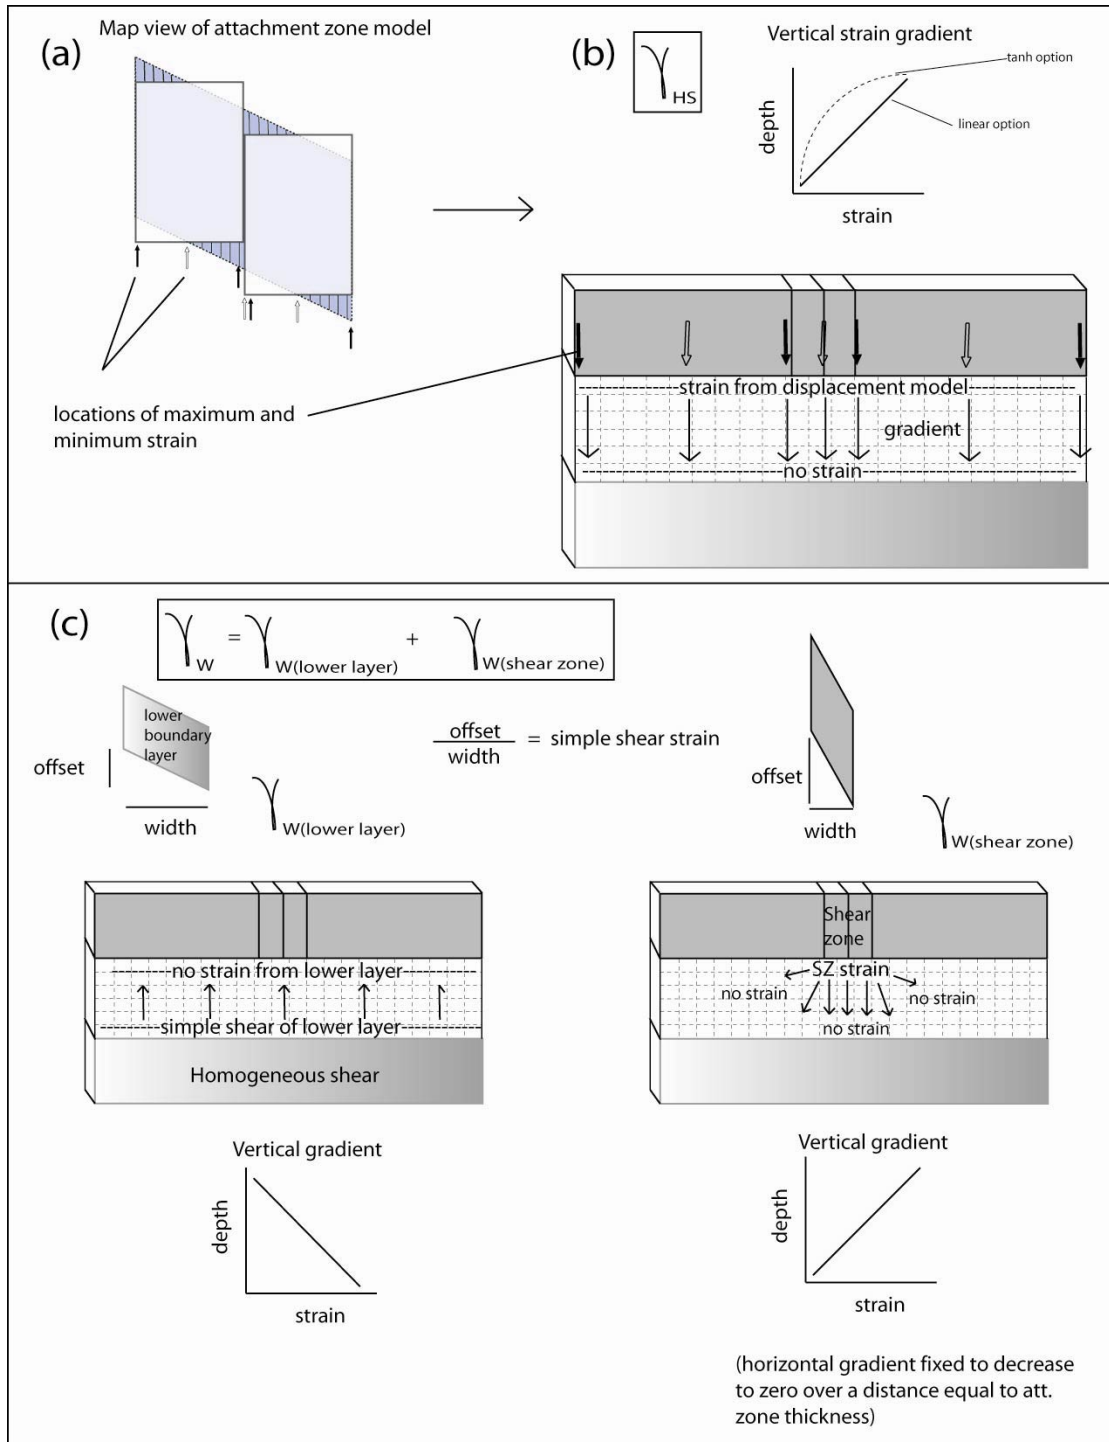 (a)
Map view of attachment zone model
locations of maximum and
minimum strain
(b)
γHS
Vertical strain gradient
tanh option
linear option
depth
strain
strain from displacement model
gradient
no strain
(c)
γW = γW(lower layer) + γW(shear zone)
lower
boundary
layer
offset
width
γW(lower layer)
offset
width
= simple shear strain
offset
width
γW(shear zone)
no strain from lower layer
simple shear of lower layer
Homogeneous shear
Shear
zone
SZ strain
no strain
no strain
no strain
Vertical gradient
depth
strain
Vertical gradient
depth
strain
(horizontal gradient fixed to decrease
to zero over a distance equal to att.
zone thickness)